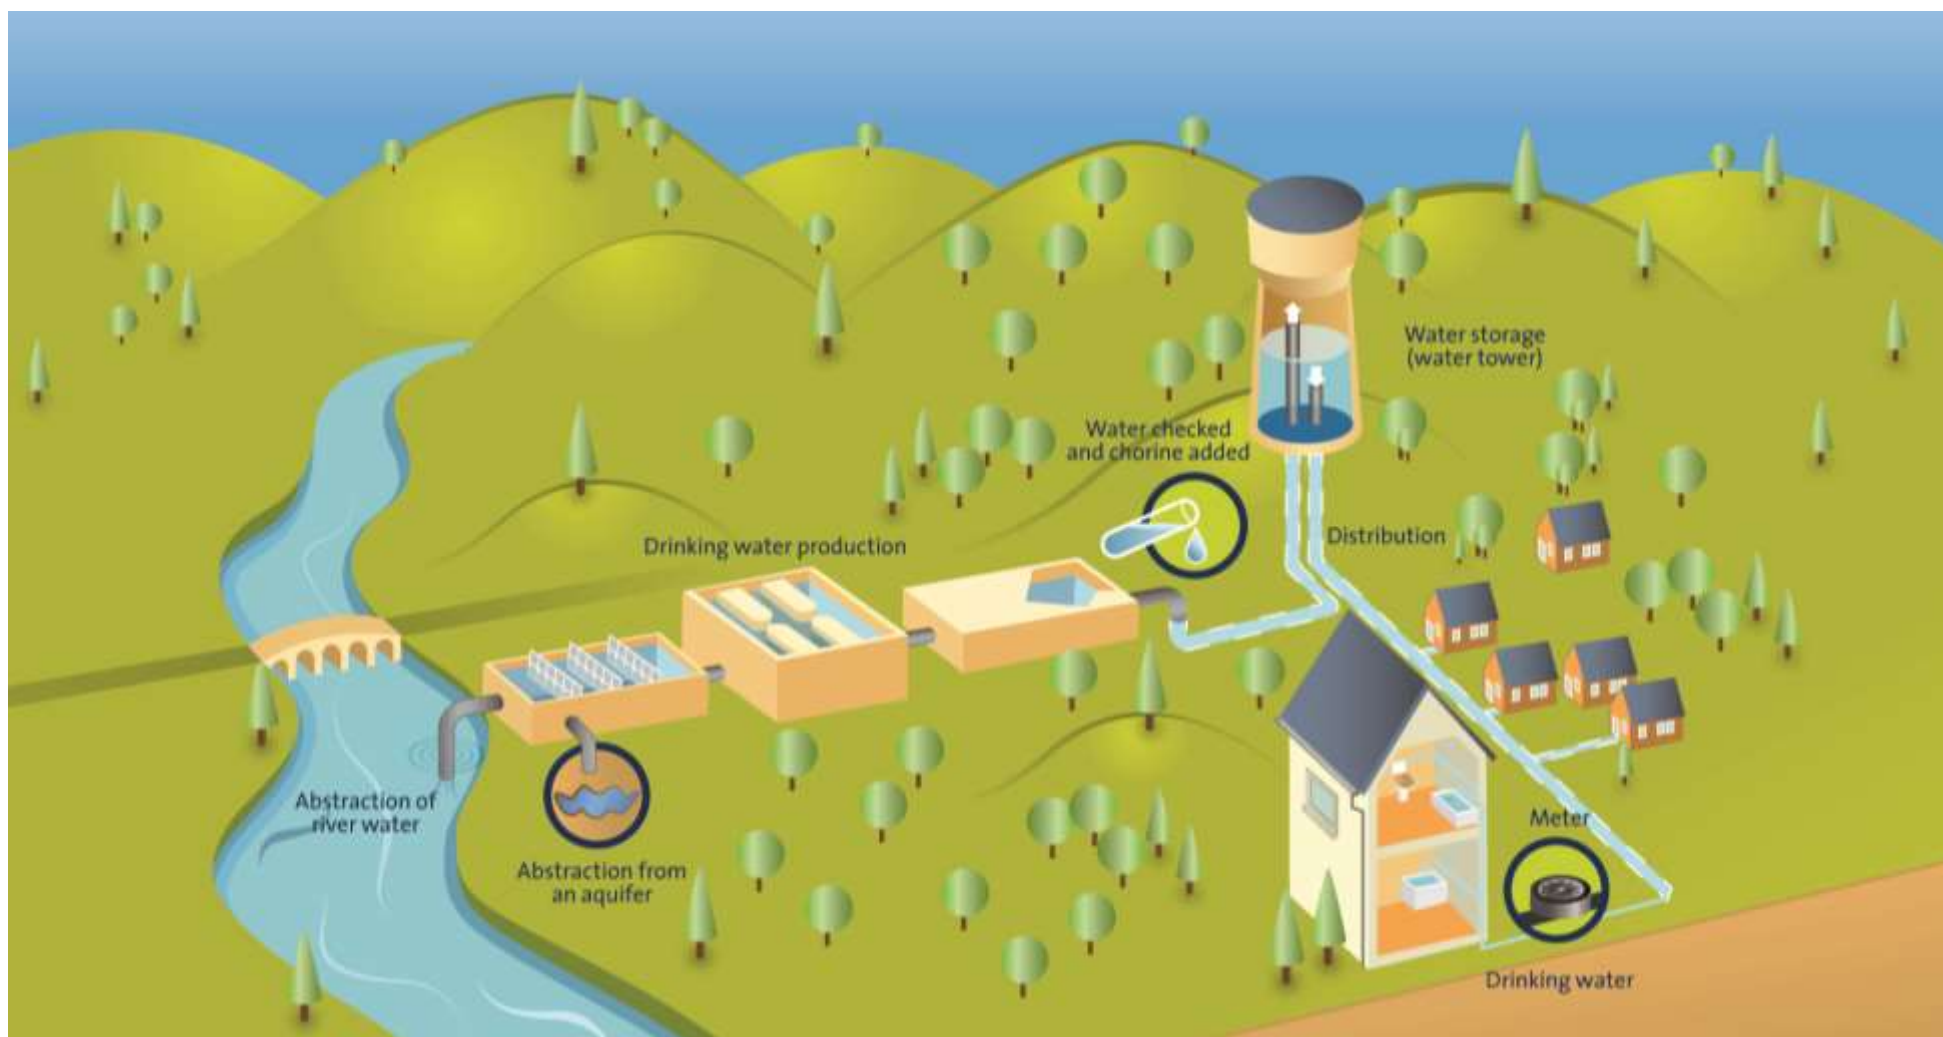 Water storage
(water tower)
Water checked
and chorine added
Distribution
Drinking water production
Abstraction of
river water
Abstraction from
an aquifer
Meter
Drinking water